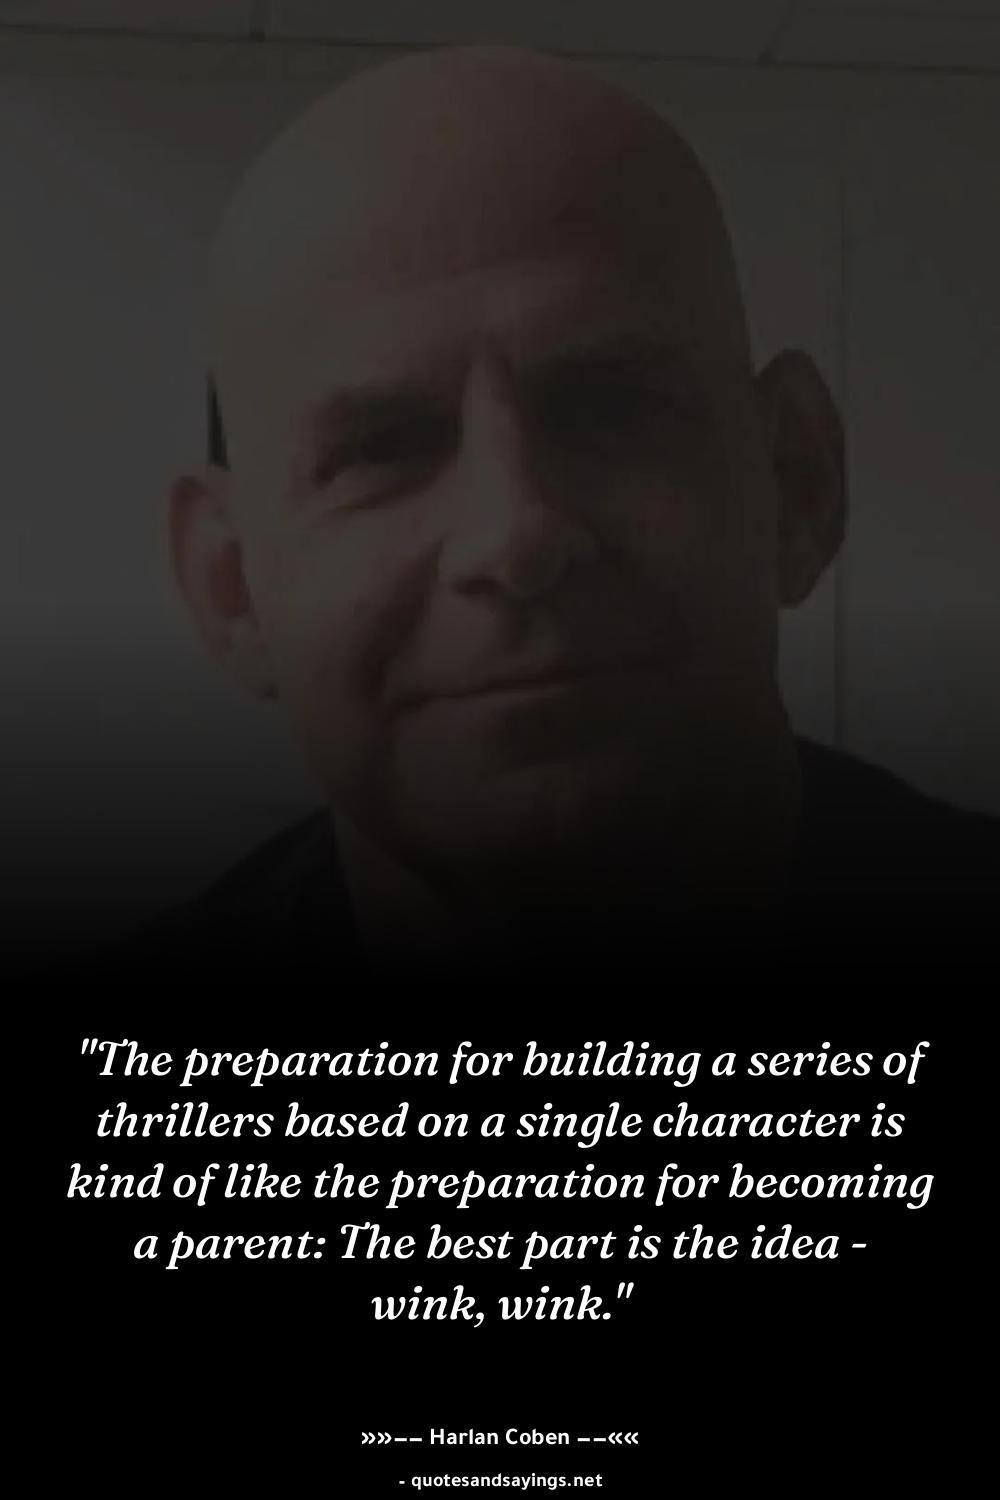 "The preparation for building a series of
thrillers based on a single character is
kind of like the preparation for becoming
a parent: The best part is the idea -
wink, wink."
»»–– Harlan Coben ––««
- quotesandsayings.net